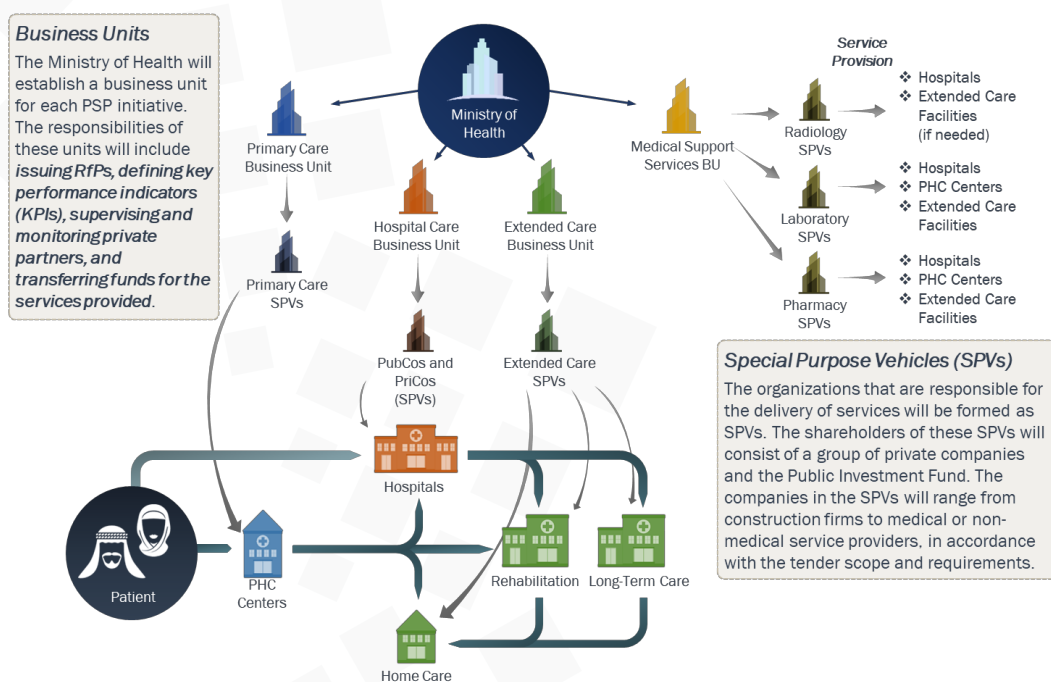 Business Units
The Ministry of Health will
establish a business unit
for each PSP initiative.
The responsibilities of
these units will include
issuing RfPs, defining key
performance indicators
(KPIs), supervising and
monitoring private
partners, and
transferring funds for the
services provided.
Ministry of
Health
Primary Care
Business Unit
Hospital Care
Business Unit
Extended Care
Business Unit
Medical Support
Services BU
Primary Care
SPVs
PubCos and
PriCos
(SPVs)
Extended Care
SPVs
Service
Provision
Radiology
SPVs
❖ Hospitals
❖ Extended Care
Facilities
(if needed)
Laboratory
SPVs
❖ Hospitals
❖ PHC Centers
❖ Extended Care
Facilities
Pharmacy
SPVs
❖ Hospitals
❖ PHC Centers
❖ Extended Care
Facilities
Special Purpose Vehicles (SPVs)
The organizations that are responsible for
the delivery of services will be formed as
SPVs. The shareholders of these SPVs will
consist of a group of private companies
and the Public Investment Fund. The
companies in the SPVs will range from
construction firms to medical or non-
medical service providers, in accordance
with the tender scope and requirements.
Hospitals
Patient
PHC
Centers
Rehabilitation
Long-Term Care
Home Care